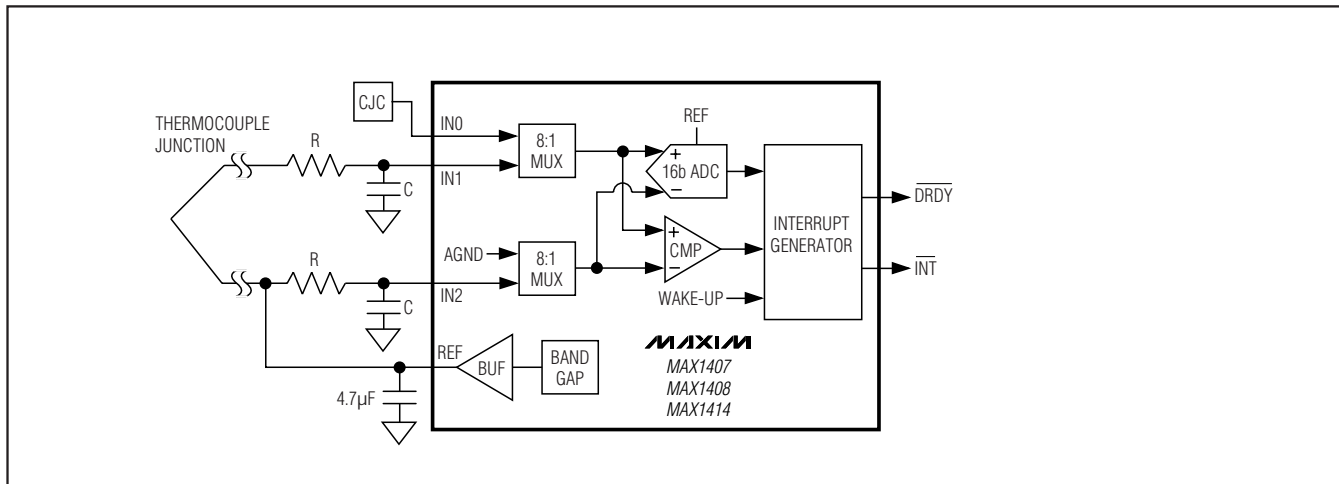 CJC
THERMOCOUPLE
JUNCTION
R
C
IN0
IN1
8:1
MUX
REF
+
16b ADC
−
+
CMP
−
INTERRUPT
GENERATOR
DRDY
INT
AGND
8:1
MUX
R
C
IN2
WAKE-UP
REF
BUF
BAND
GAP
4.7µF
MAXIM
MAX1407
MAX1408
MAX1414